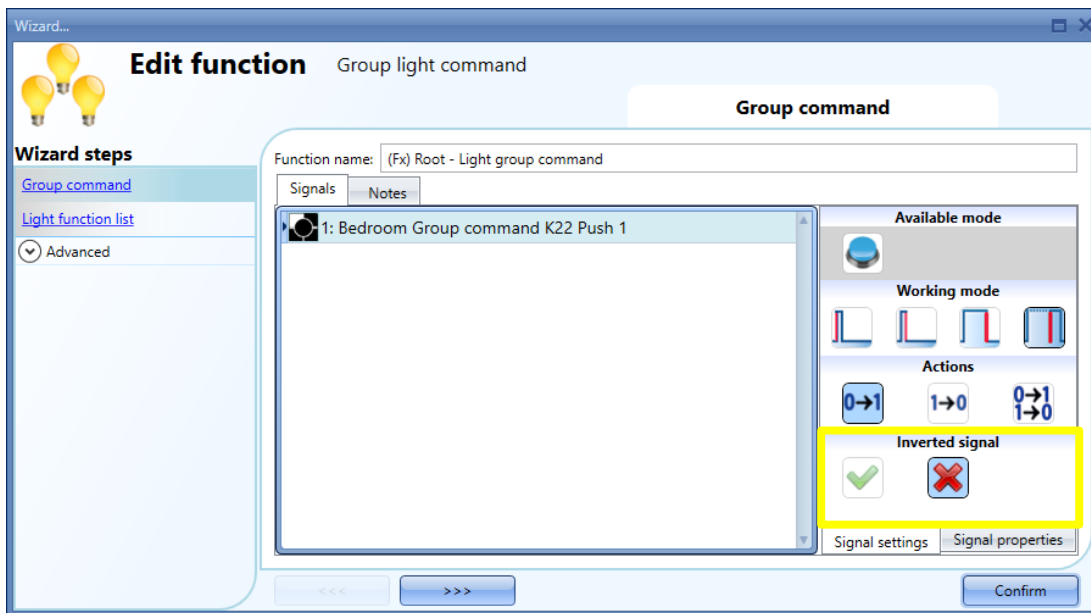 Wizard...
Edit function Group light command
Group command
Wizard steps
Group command
Light function list
Advanced
Function name: (Fx) Root - Light group command
Signals Notes
1: Bedroom Group command K22 Push 1
Available mode
Working mode
Actions
0→1 1→0 0→1
1→0
Inverted signal
Signal settings Signal properties
<<< >>> Confirm